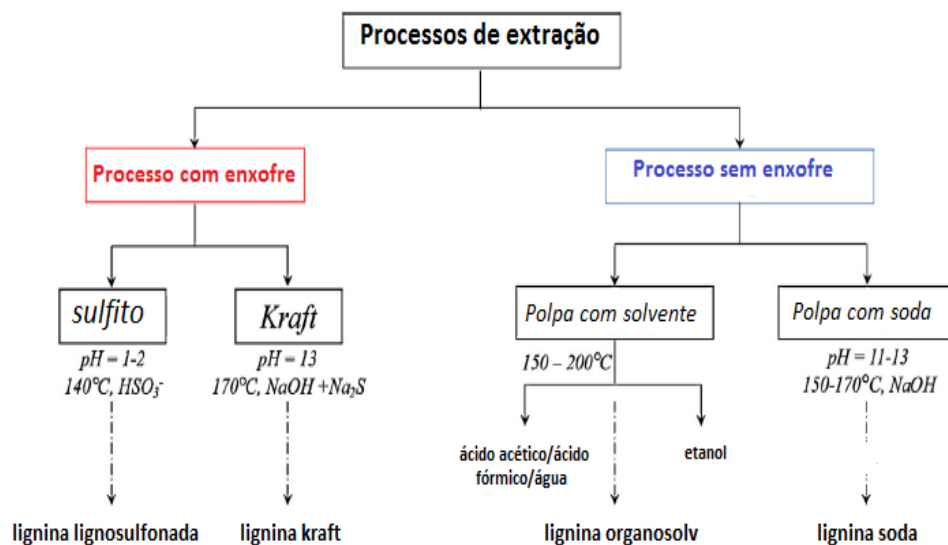 Processos de extração
Processo com enxofre
Processo sem enxofre
sulfito
Kraft
Polpa com solvente
Polpa com soda
pH = 1-2
140°C, HSO₃⁻
pH = 13
170°C, NaOH +Na₂S
150 – 200°C
pH = 11-13
150-170°C, NaOH
ácido acético/ácido
fórmico/água
etanol
lignina lignosulfonada
lignina kraft
lignina organosolv
lignina soda